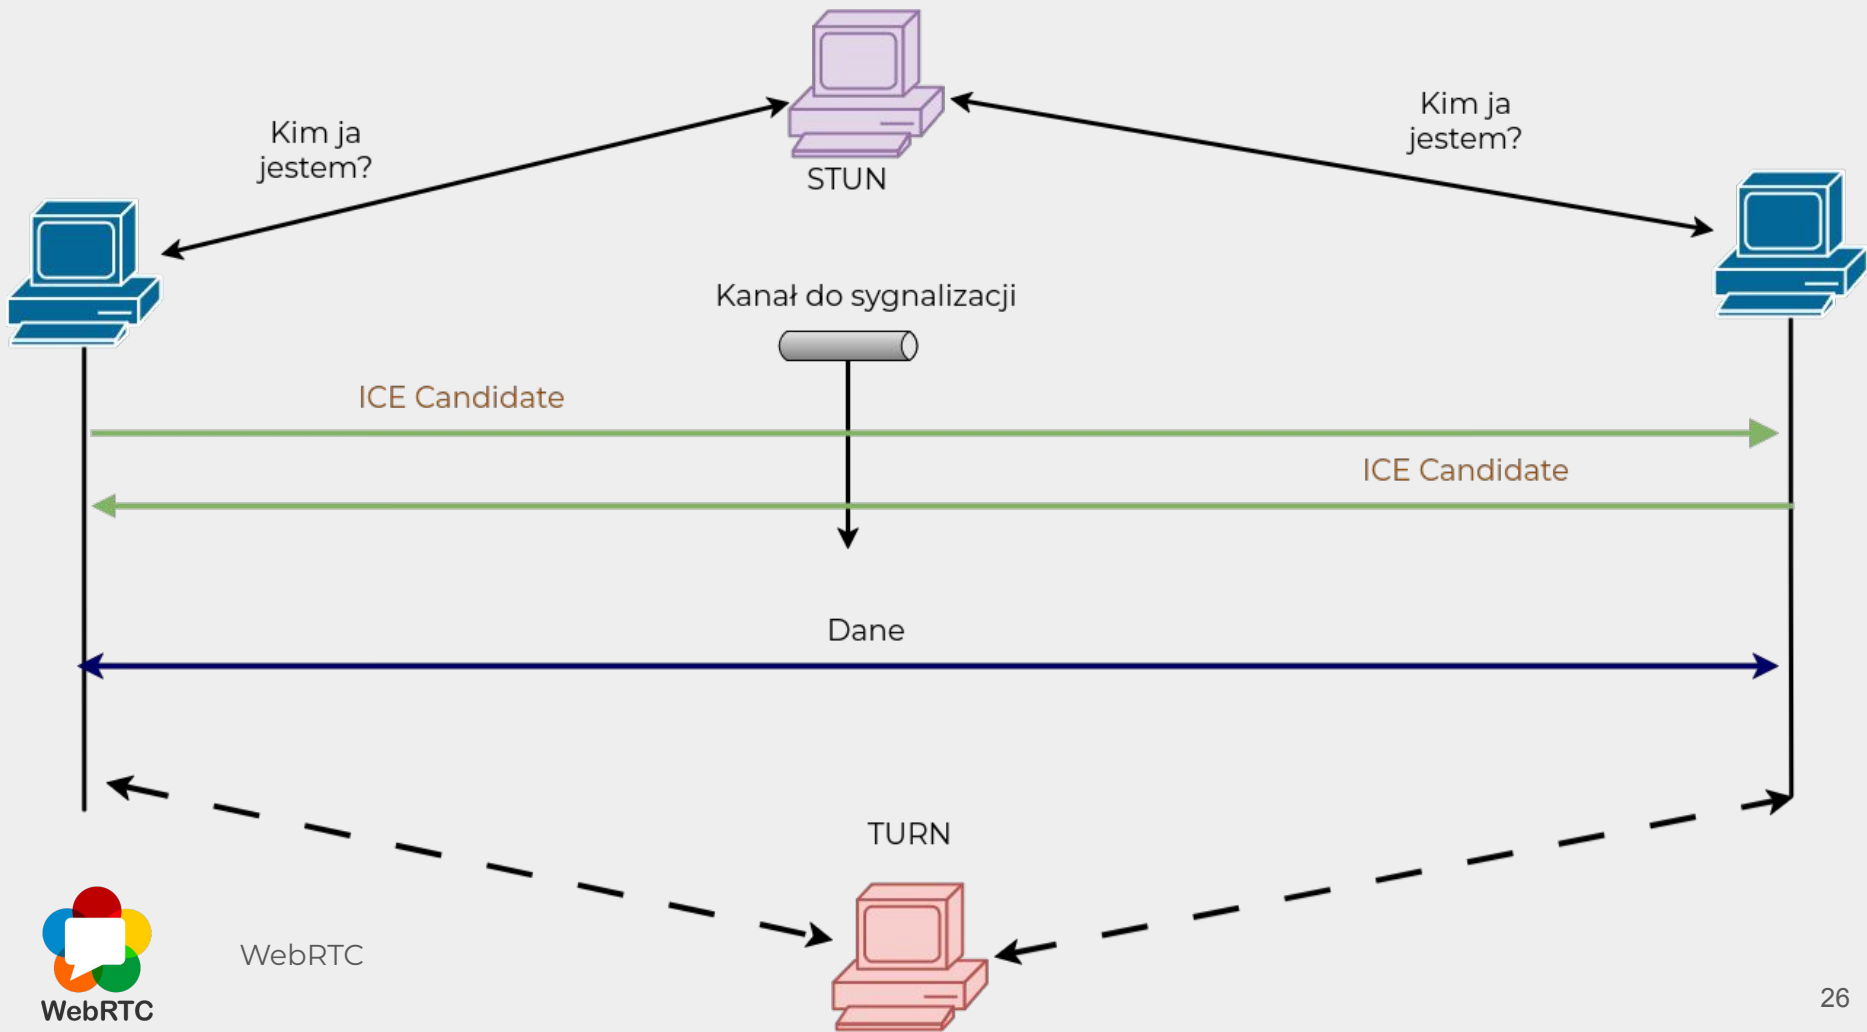 Kim ja
jestem?
Kim ja
jestem?
STUN
Kanał do sygnalizacji
ICE Candidate
ICE Candidate
Dane
TURN
WebRTC
WebRTC
26